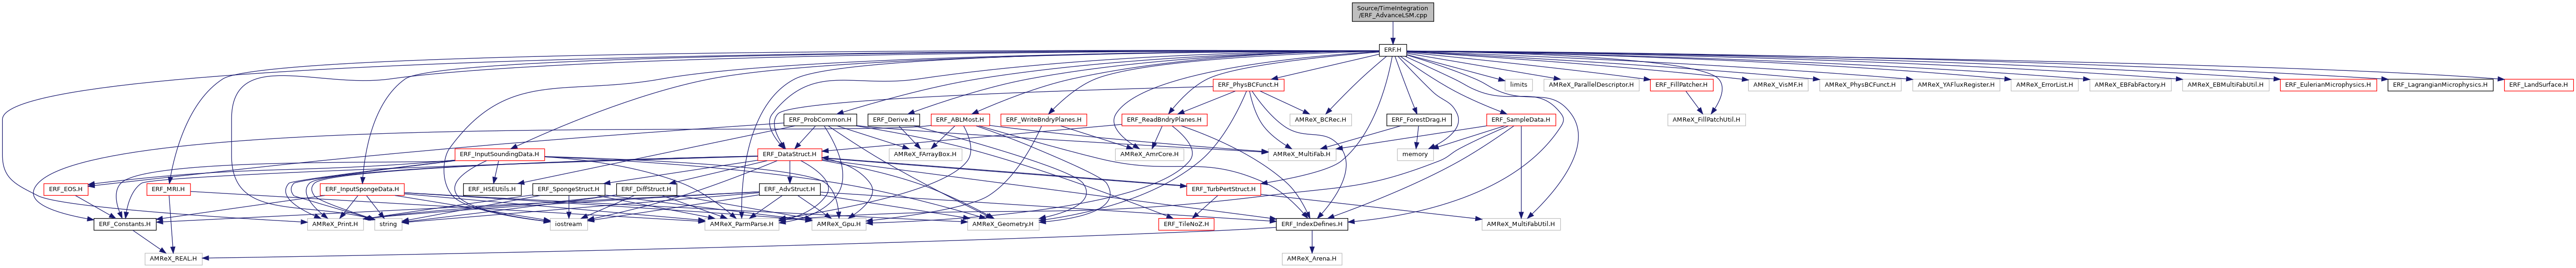 Source/TimeIntegration
/ERF_AdvanceLSM.cpp
ERF.H
ERF_PhysBCFunct.H
limits
AMReX_ParallelDescriptor.H
ERF_FillPatcher.H
AMReX_VisMF.H
AMReX_PhysBCFunct.H
AMReX_YAFluxRegister.H
AMReX_ErrorList.H
AMReX_EBFabFactory.H
AMReX_EBMultiFabUtil.H
ERF_EulerianMicrophysics.H
ERF_LagrangianMicrophysics.H
ERF_LandSurface.H
ERF_ProbCommon.H
ERF_Derive.H
ERF_ABLMost.H
ERF_WriteBndryPlanes.H
ERF_ReadBndryPlanes.H
AMReX_BCRec.H
ERF_ForestDrag.H
ERF_SampleData.H
AMReX_FillPatchUtil.H
ERF_InputSoundingData.H
ERF_DataStruct.H
AMReX_FArrayBox.H
AMReX_AmrCore.H
AMReX_MultiFab.H
memory
ERF_EOS.H
ERF_MRI.H
ERF_InputSpongeData.H
ERF_HSEUtils.H
ERF_SpongeStruct.H
ERF_DiffStruct.H
ERF_AdvStruct.H
ERF_TurbPertStruct.H
ERF_Constants.H
AMReX_Print.H
string
iostream
AMReX_ParmParse.H
AMReX_Gpu.H
AMReX_Geometry.H
ERF_TileNoZ.H
ERF_IndexDefines.H
AMReX_MultiFabUtil.H
AMReX_REAL.H
AMReX_Arena.H